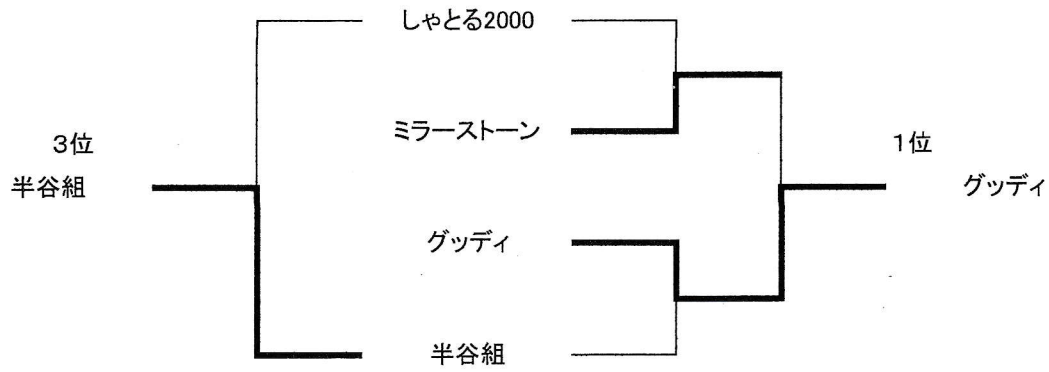 しゃとる2000
ミラーストーン
3位
1位
半谷組
グッディ
グッディ
半谷組